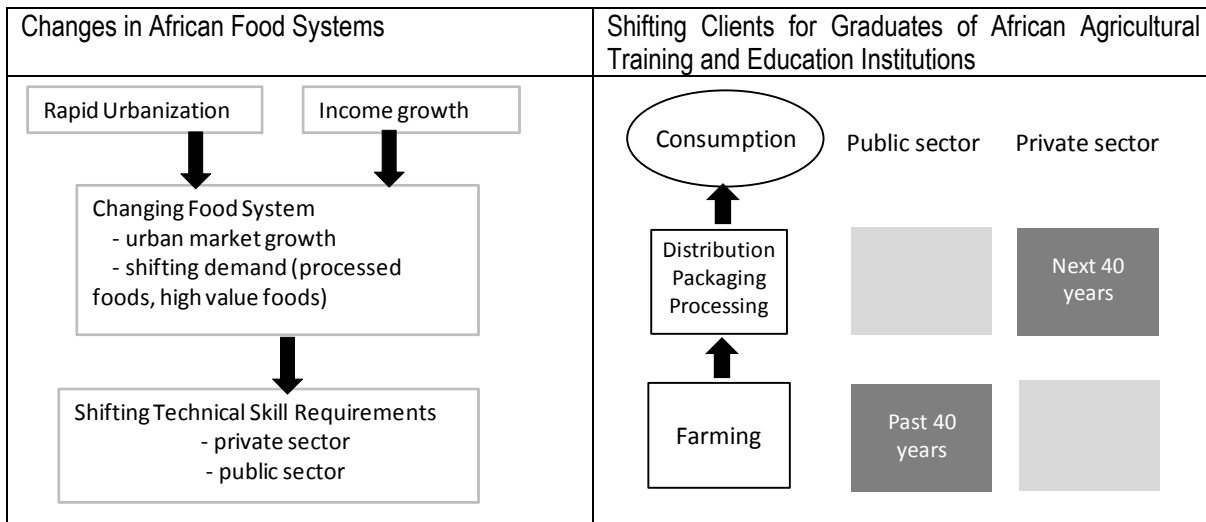 Changes in African Food Systems
Shifting Clients for Graduates of African Agricultural
Training and Education Institutions
Rapid Urbanization
Income growth
Changing Food System
- urban market growth
- shifting demand (processed
foods, high value foods)
Shifting Technical Skill Requirements
- private sector
- public sector
Consumption
Public sector
Private sector
Distribution
Packaging
Processing
Next 40
years
Farming
Past 40
years